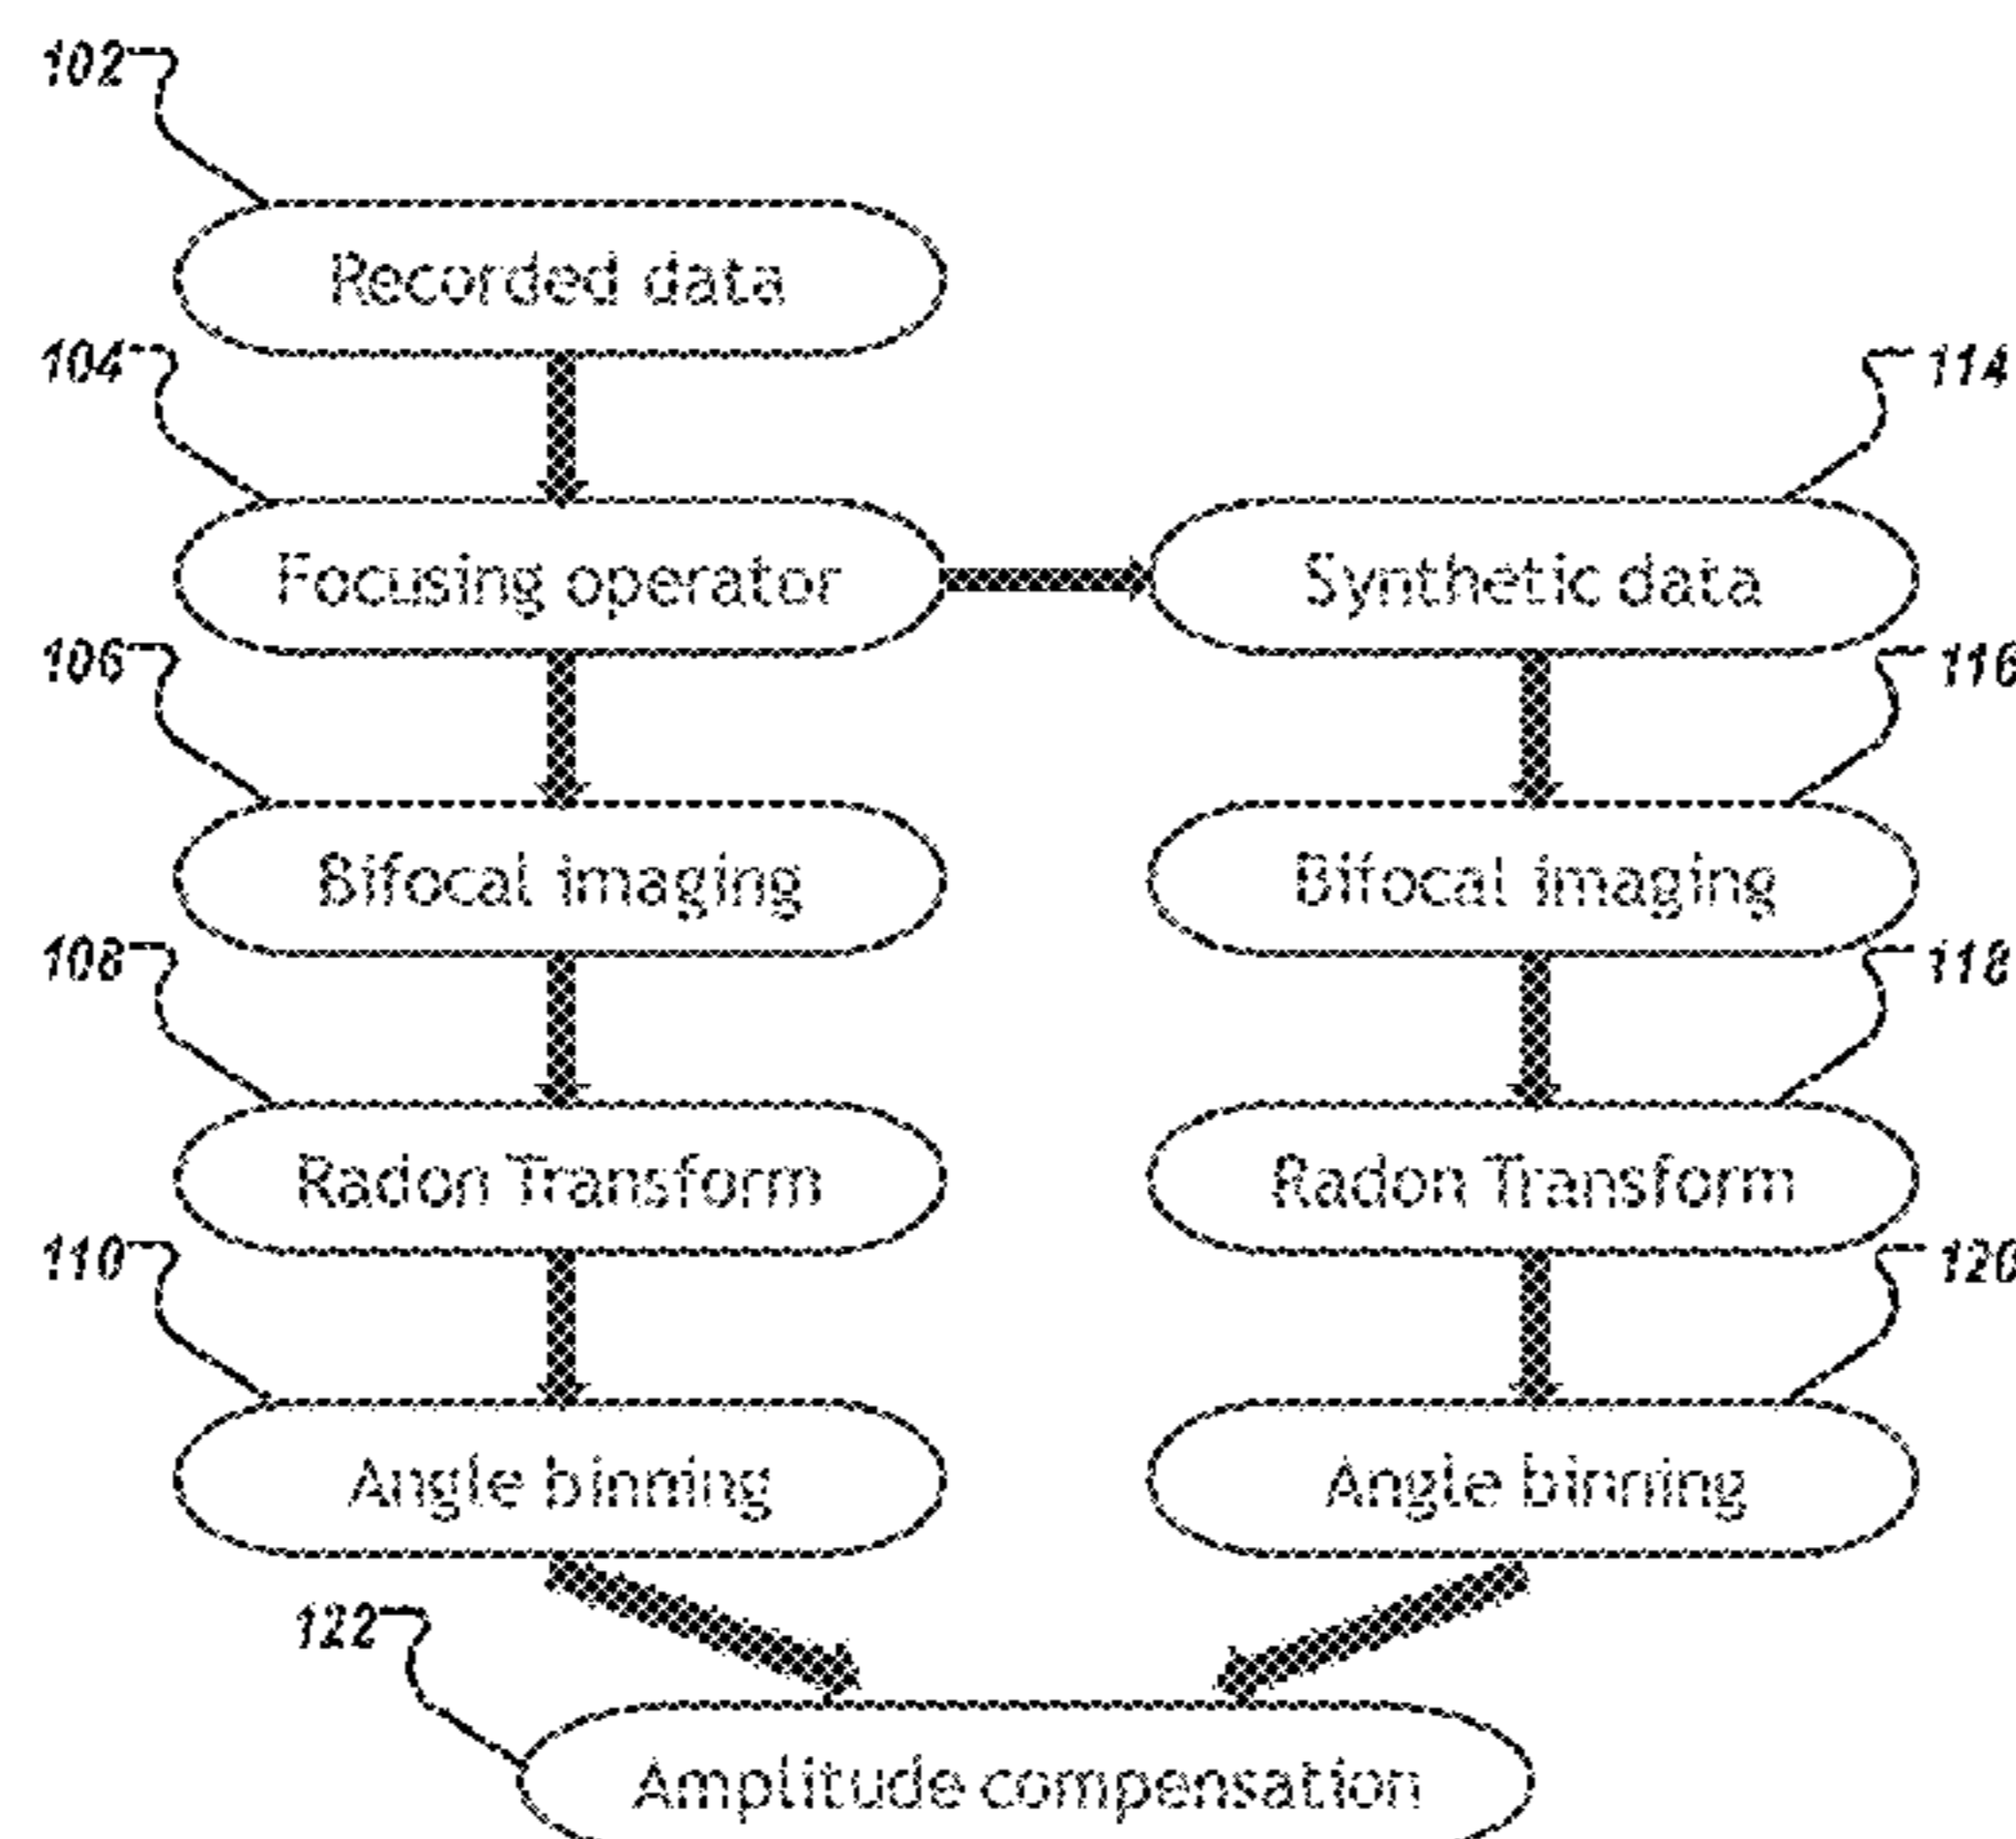 102
Recorded data
104
114
Focusing operator
Synthetic data
106
116
Bifocal imaging
Bifocal imaging
108
118
Radon Transform
Radon Transform
110
120
Angle binning
Angle binning
122
Amplitude compensation